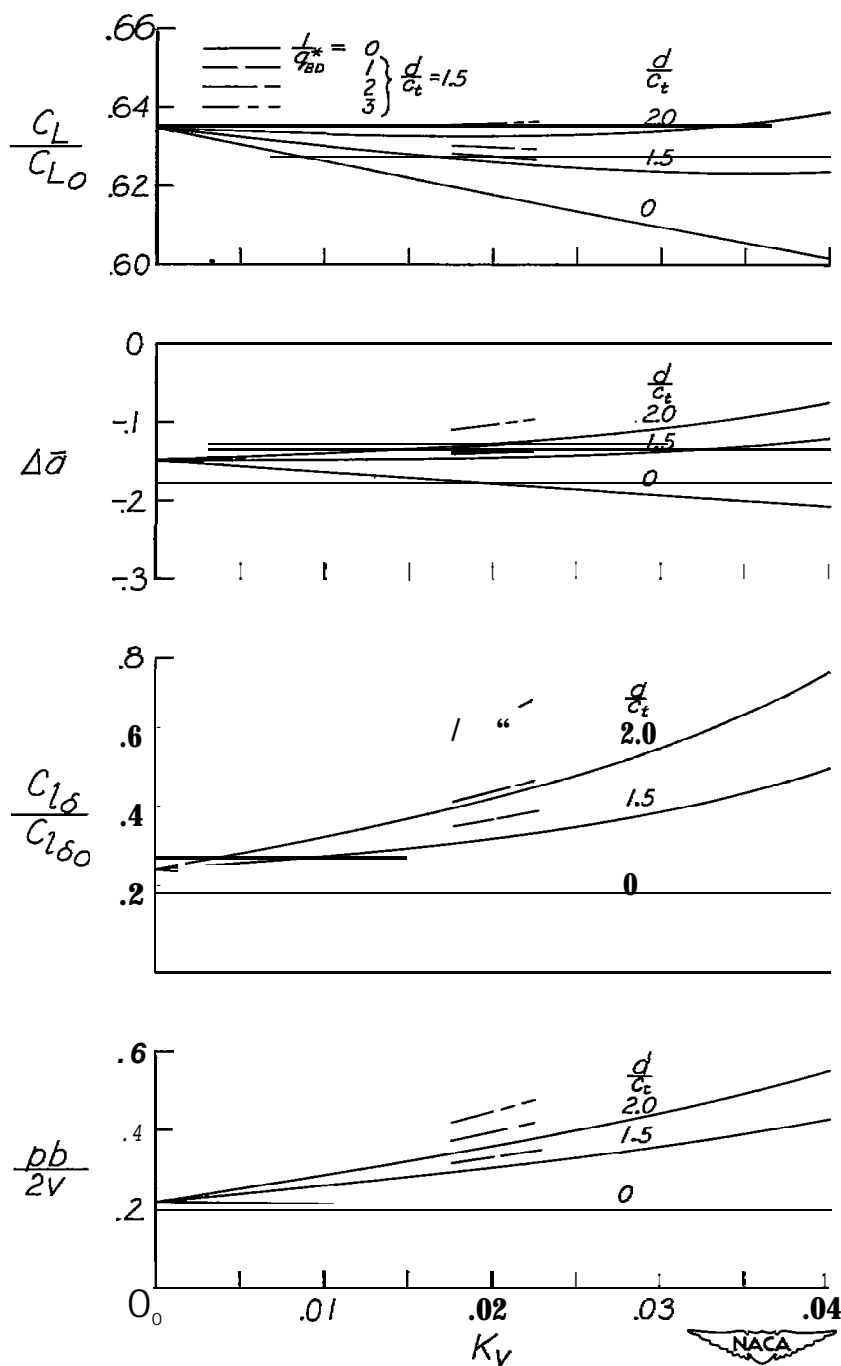 .66
1/q*BD = 0
1
2
3
} d/ct = 1.5
d/ct
.64
2.0
CL/CLo
1.5
.62
0
.60
0
d/ct
2.0
-.1
1.5
Δā
0
-.2
-.3
.8
d/ct
.6
2.0
Clδ/Clδo
1.5
.4
0
.2
.6
d/ct
2.0
.4
1.5
pb/2V
0
.2
0 0 .01 .02 .03 .04
KV
NACA